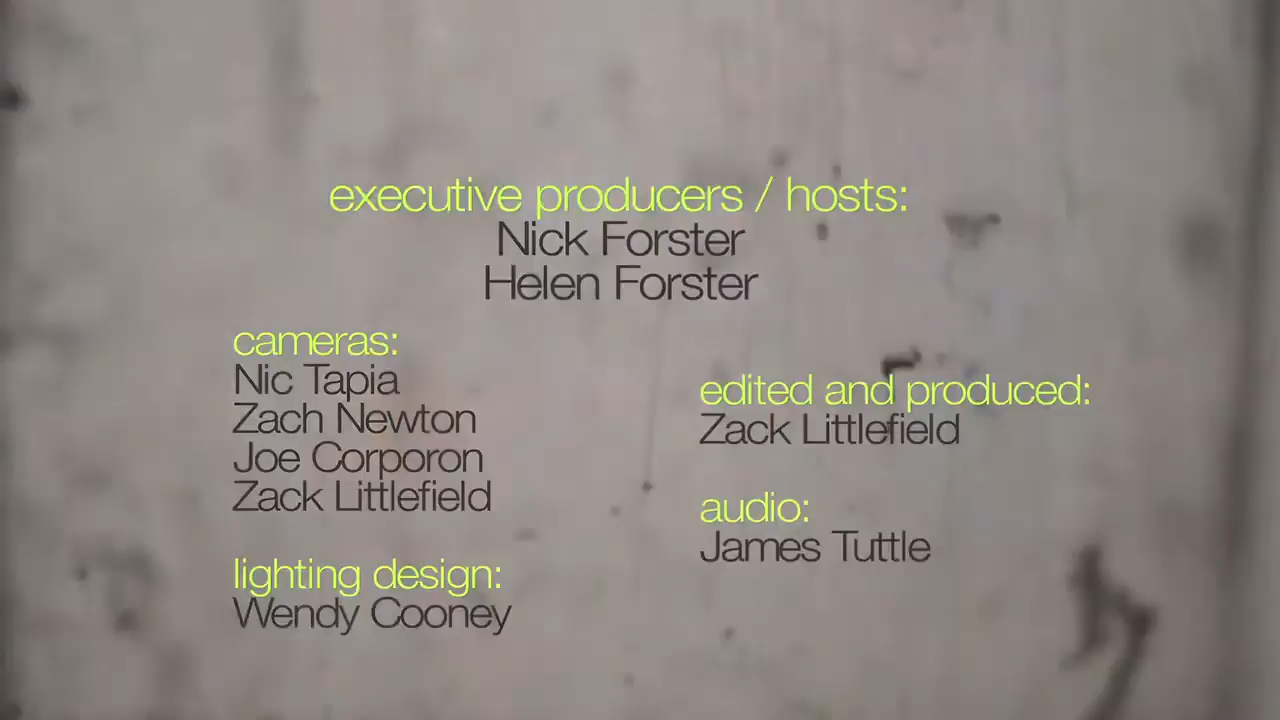 executive producers / hosts:
Nick Forster
Helen Forster
cameras:
Nic Tapia
Zach Newton
Joe Corporon
Zack Littlefield
lighting design:
Wendy Cooney
edited and produced:
Zack Littlefield
audio:
James Tuttle